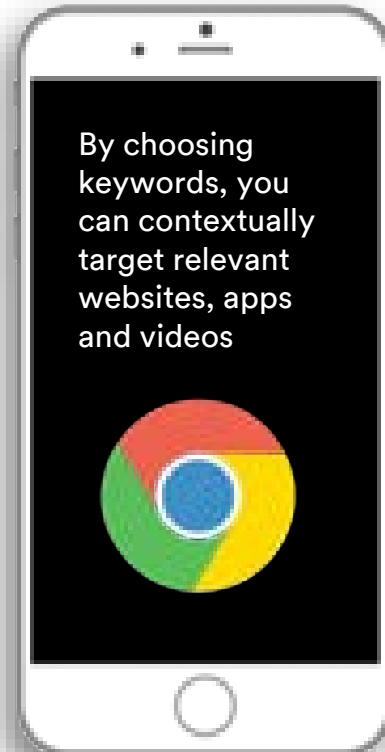 By choosing
keywords, you
can contextually
target relevant
websites, apps
and videos